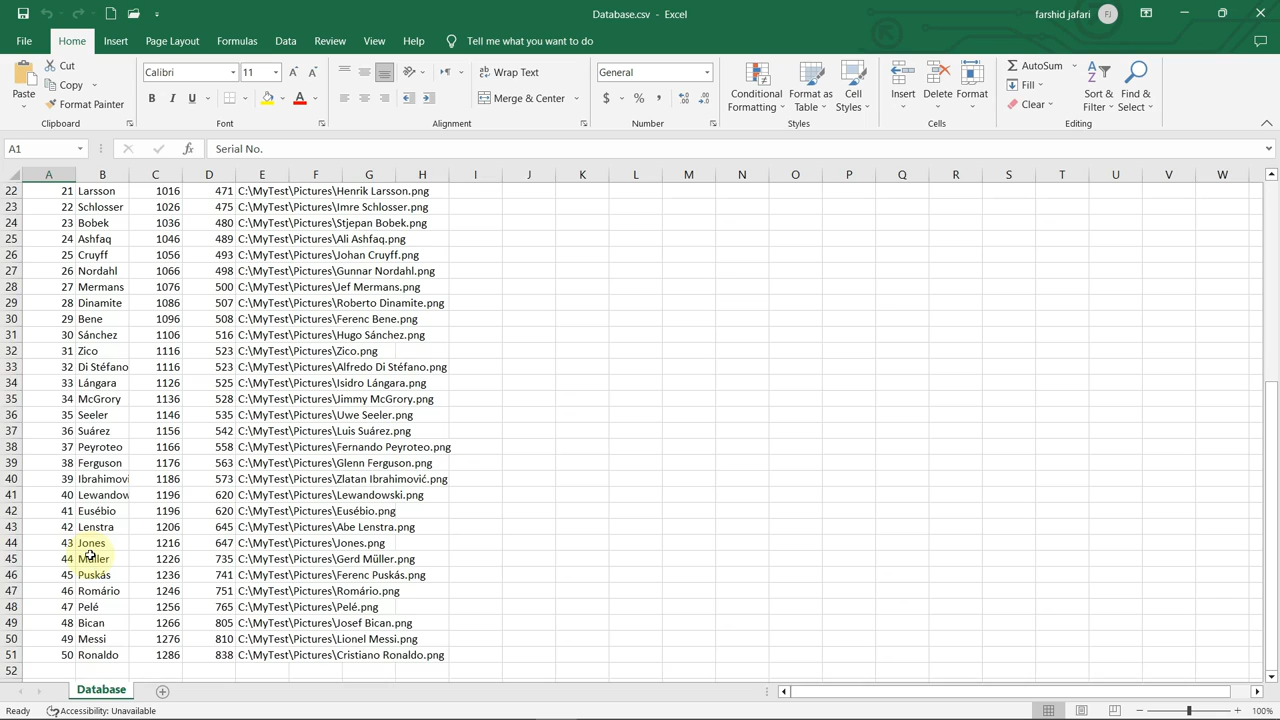 Database.csv - Excel
farshid jafari FJ
File Home Insert Page Layout Formulas Data Review View Help Tell me what you want to do
Paste
Cut
Copy
Format Painter
Clipboard
Calibri 11
B I U
Font
Wrap Text
Merge & Center
Alignment
General
$ % ,
Number
Conditional Formatting
Format as Table
Cell Styles
Styles
Insert
Delete
Format
Cells
AutoSum
Fill
Clear
Sort & Filter
Find & Select
Editing
A1 fx Serial No.
A B C D E F G H I J K L M N O P Q R S T U V W
22 21 Larsson 1016 471 C:\MyTest\Pictures\Henrik Larsson.png
23 22 Schlosser 1026 475 C:\MyTest\Pictures\Imre Schlosser.png
24 23 Bobek 1036 480 C:\MyTest\Pictures\Stjepan Bobek.png
25 24 Ashfaq 1046 489 C:\MyTest\Pictures\Ali Ashfaq.png
26 25 Cruyff 1056 493 C:\MyTest\Pictures\Johan Cruyff.png
27 26 Nordahl 1066 498 C:\MyTest\Pictures\Gunnar Nordahl.png
28 27 Mermans 1076 500 C:\MyTest\Pictures\Jef Mermans.png
29 28 Dinamite 1086 507 C:\MyTest\Pictures\Roberto Dinamite.png
30 29 Bene 1096 508 C:\MyTest\Pictures\Ferenc Bene.png
31 30 Sánchez 1106 516 C:\MyTest\Pictures\Hugo Sánchez.png
32 31 Zico 1116 523 C:\MyTest\Pictures\Zico.png
33 32 Di Stéfano 1116 523 C:\MyTest\Pictures\Alfredo Di Stéfano.png
34 33 Lángara 1126 525 C:\MyTest\Pictures\Isidro Lángara.png
35 34 McGrory 1136 528 C:\MyTest\Pictures\Jimmy McGrory.png
36 35 Seeler 1146 535 C:\MyTest\Pictures\Uwe Seeler.png
37 36 Suárez 1156 542 C:\MyTest\Pictures\Luis Suárez.png
38 37 Peyroteo 1166 558 C:\MyTest\Pictures\Fernando Peyroteo.png
39 38 Ferguson 1176 563 C:\MyTest\Pictures\Glenn Ferguson.png
40 39 Ibrahimovi 1186 573 C:\MyTest\Pictures\Zlatan Ibrahimović.png
41 40 Lewandow 1196 620 C:\MyTest\Pictures\Lewandowski.png
42 41 Eusébio 1196 620 C:\MyTest\Pictures\Eusébio.png
43 42 Lenstra 1206 645 C:\MyTest\Pictures\Abe Lenstra.png
44 43 Jones 1216 647 C:\MyTest\Pictures\Jones.png
45 44 Müller 1226 735 C:\MyTest\Pictures\Gerd Müller.png
46 45 Puskás 1236 741 C:\MyTest\Pictures\Ferenc Puskás.png
47 46 Romário 1246 751 C:\MyTest\Pictures\Romário.png
48 47 Pelé 1256 765 C:\MyTest\Pictures\Pelé.png
49 48 Bican 1266 805 C:\MyTest\Pictures\Josef Bican.png
50 49 Messi 1276 810 C:\MyTest\Pictures\Lionel Messi.png
51 50 Ronaldo 1286 838 C:\MyTest\Pictures\Cristiano Ronaldo.png
52
Database
Ready Accessibility: Unavailable 100%